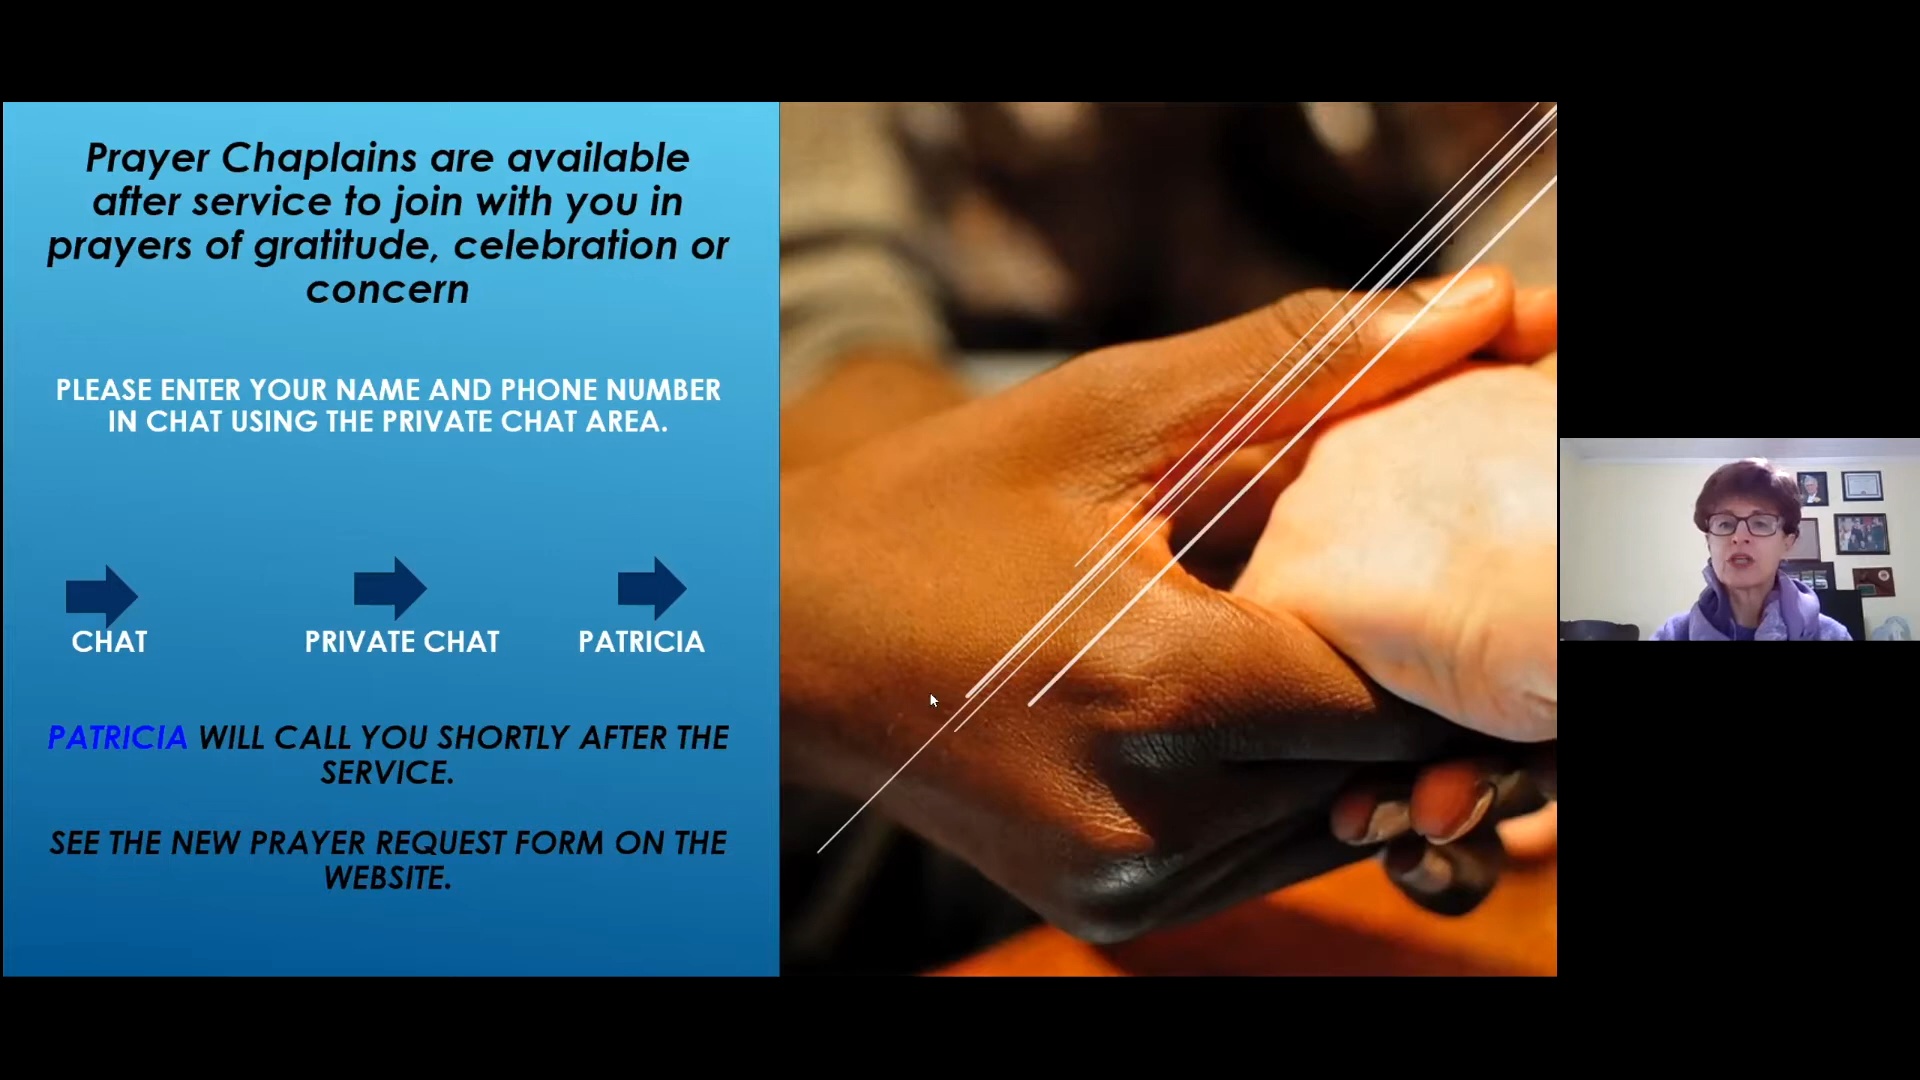 Prayer Chaplains are available
after service to join with you in
prayers of gratitude, celebration or
concern
PLEASE ENTER YOUR NAME AND PHONE NUMBER
IN CHAT USING THE PRIVATE CHAT AREA.
CHAT
PRIVATE CHAT
PATRICIA
PATRICIA WILL CALL YOU SHORTLY AFTER THE
SERVICE.
SEE THE NEW PRAYER REQUEST FORM ON THE
WEBSITE.